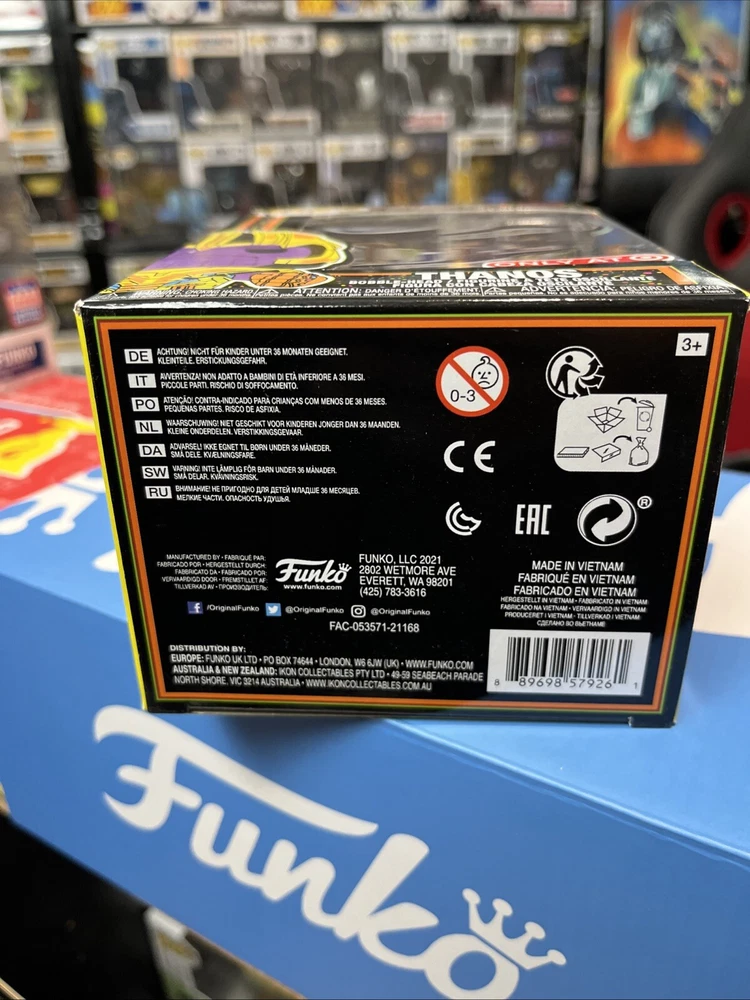 ONLY AT
THANOS
WARNING: CHOKING HAZARD
ATTENTION: DANGER D'ÉTOUFFEMENT
ADVERTENCIA: PELIGRO DE ASFIXIA
3+
DE ACHTUNG! NICHT FÜR KINDER UNTER 36 MONATEN GEEIGNET.
KLEINTEILE. ERSTICKUNGSGEFAHR.
IT AVVERTENZA! NON ADATTO A BAMBINI DI ETÀ INFERIORE A 36 MESI.
PICCOLE PARTI. RISCHIO DI SOFFOCAMENTO.
PO ATENÇÃO! CONTRA-INDICADO PARA CRIANÇAS COM MENOS DE 36 MESES.
PEQUENAS PARTES. RISCO DE ASFIXIA.
NL WAARSCHUWING! NIET GESCHIKT VOOR KINDEREN JONGER DAN 36 MAANDEN.
KLEINE ONDERDELEN. VERSTIKKINGSGEVAAR.
DA ADVARSEL! IKKE EGNET TIL BØRN UNDER 36 MÅNEDER.
SMÅ DELE. KVÆLNINGSFARE.
SW VARNING! INTE LÄMPLIG FÖR BARN UNDER 36 MÅNADER.
SMÅ DELAR. KVÄVNINGSRISK.
RU ВНИМАНИЕ! НЕ ПРИГОДНО ДЛЯ ДЕТЕЙ МЛАДШЕ 36 МЕСЯЦЕВ.
МЕЛКИЕ ЧАСТИ. ОПАСНОСТЬ УДУШЬЯ.
0-3
CE
EAC
®
MANUFACTURED BY • FABRIQUÉ PAR:
FABRICADO POR • HERGESTELLT DURCH:
FABBRICATO DA • FABRICADO POR:
VERVAARDIGD DOOR • FREMSTILLET AF:
TILLVERKAD AV • ПРОИЗВОДИТЕЛЬ:
Funko
www.funko.com
FUNKO, LLC 2021
2802 WETMORE AVE
EVERETT, WA 98201
(425) 783-3616
/OriginalFunko @OriginalFunko @OriginalFunko
FAC-053571-21168
MADE IN VIETNAM
FABRIQUÉ EN VIETNAM
FABRICADO EN VIETNAM
HERGESTELLT IN VIETNAM • FABBRICATO IN VIETNAM
FABRICADO NA VIETNAM • VERVAARDIGD IN VIETNAM
PRODUCERET I VIETNAM • TILLVERKAD I VIETNAM
СДЕЛАНО ВО ВЬЕТНАМЕ
DISTRIBUTION BY:
EUROPE: FUNKO UK LTD • PO BOX 74644 • LONDON, W6 6JW (UK) • WWW.FUNKO.COM
AUSTRALIA & NEW ZEALAND: IKON COLLECTABLES PTY LTD • 49-59 SEABEACH PARADE
NORTH SHORE, VIC 3214 AUSTRALIA • WWW.IKONCOLLECTABLES.COM.AU
8 89698 57926 1
Funko